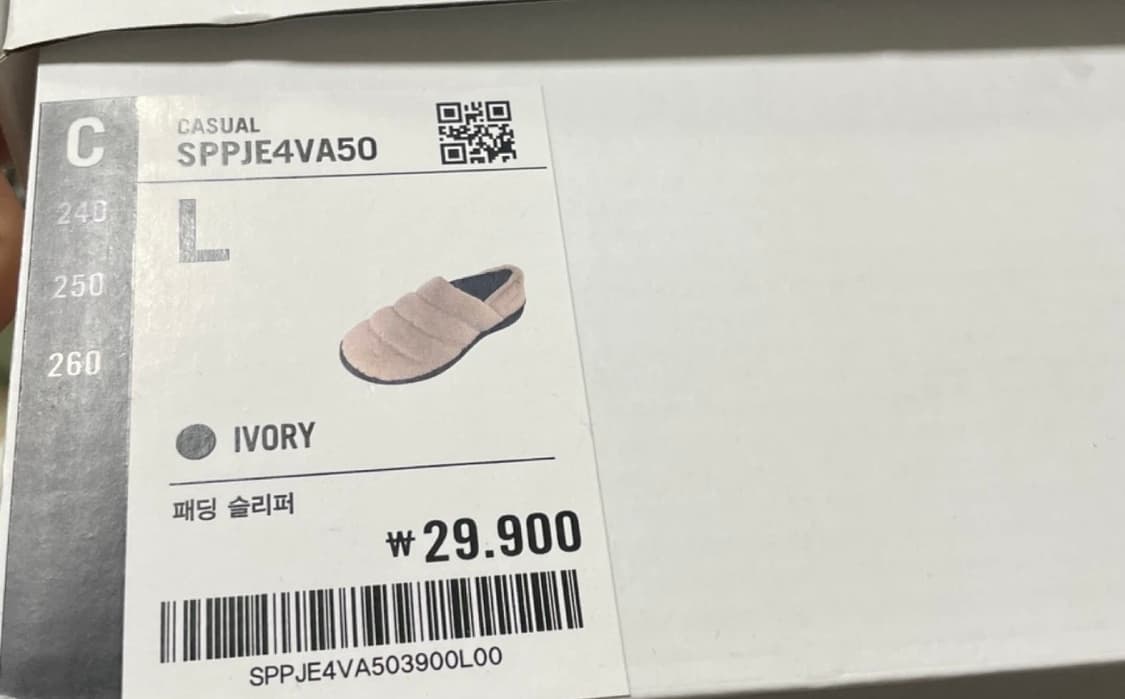 C
CASUAL
SPPJE4VA50
240
250
260
L
IVORY
패딩 슬리퍼
₩29.900
SPPJE4VA503900L00